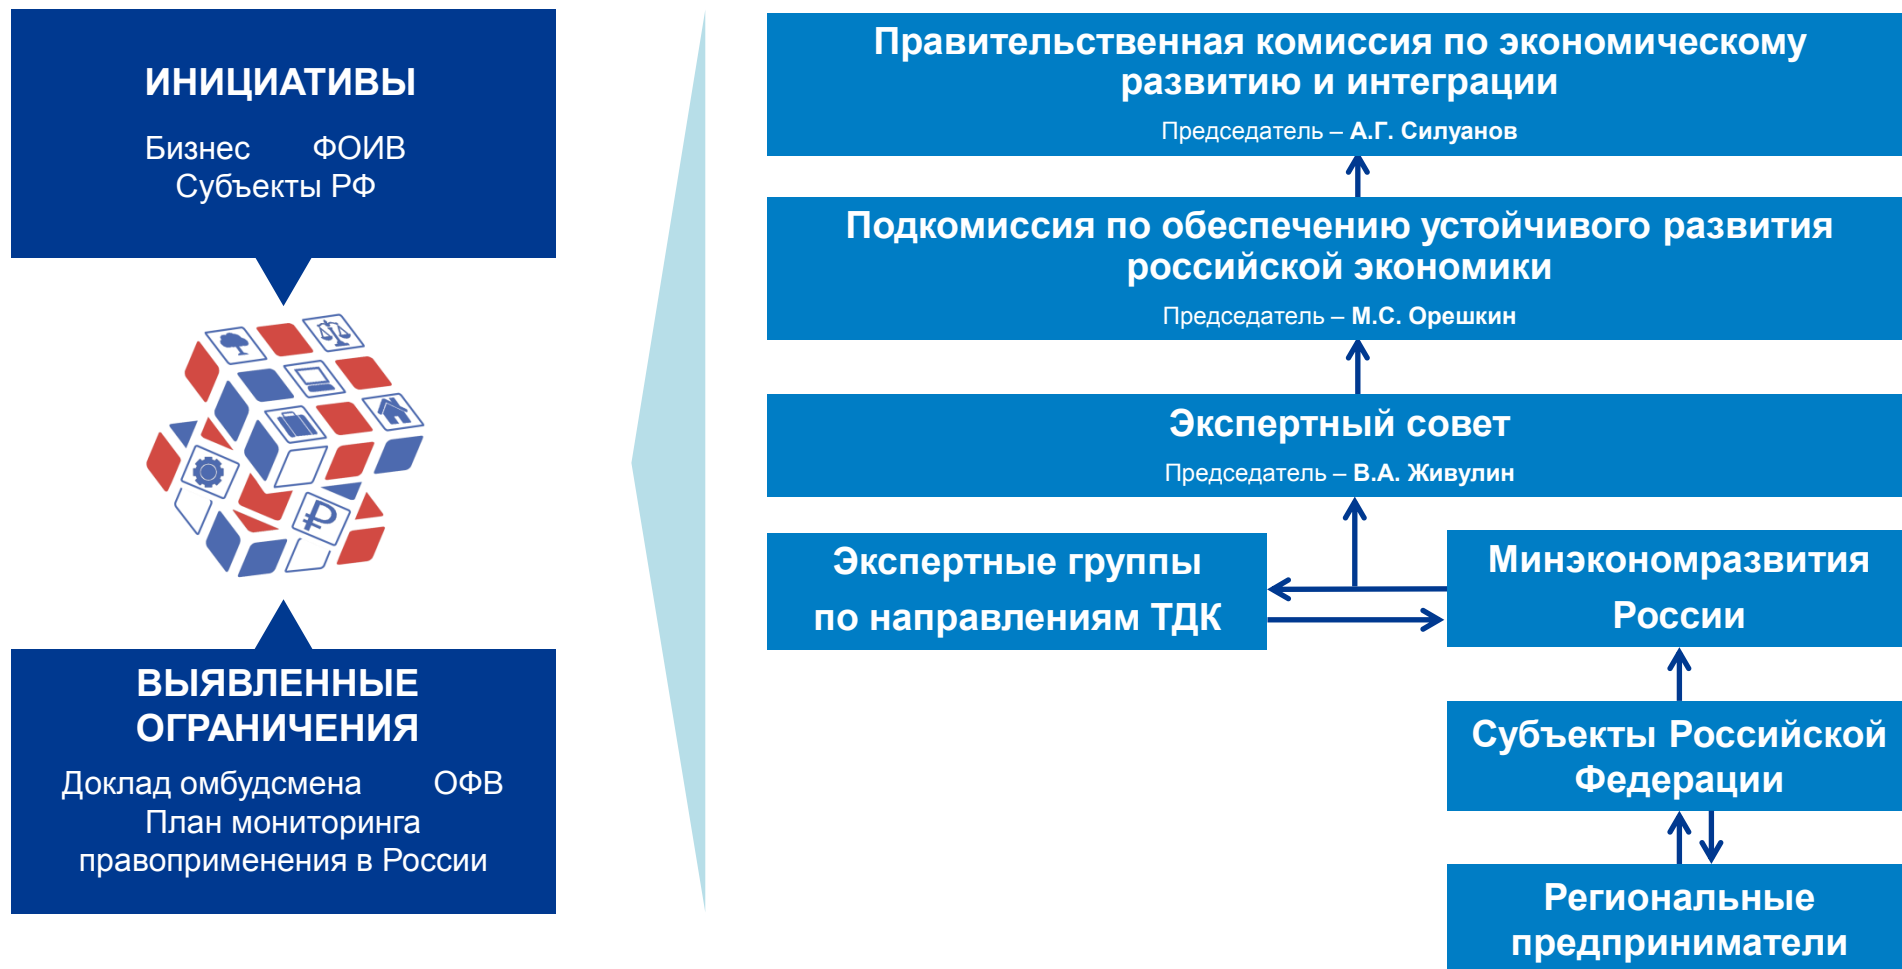 ИНИЦИАТИВЫ
Бизнес ФОИВ
Субъекты РФ
ВЫЯВЛЕННЫЕ
ОГРАНИЧЕНИЯ
Доклад омбудсмена ОФВ
План мониторинга
правоприменения в России
Правительственная комиссия по экономическому
развитию и интеграции
Председатель – А.Г. Силуанов
Подкомиссия по обеспечению устойчивого развития
российской экономики
Председатель – М.С. Орешкин
Экспертный совет
Председатель – В.А. Живулин
Экспертные группы
по направлениям ТДК
Минэкономразвития
России
Субъекты Российской
Федерации
Региональные
предприниматели